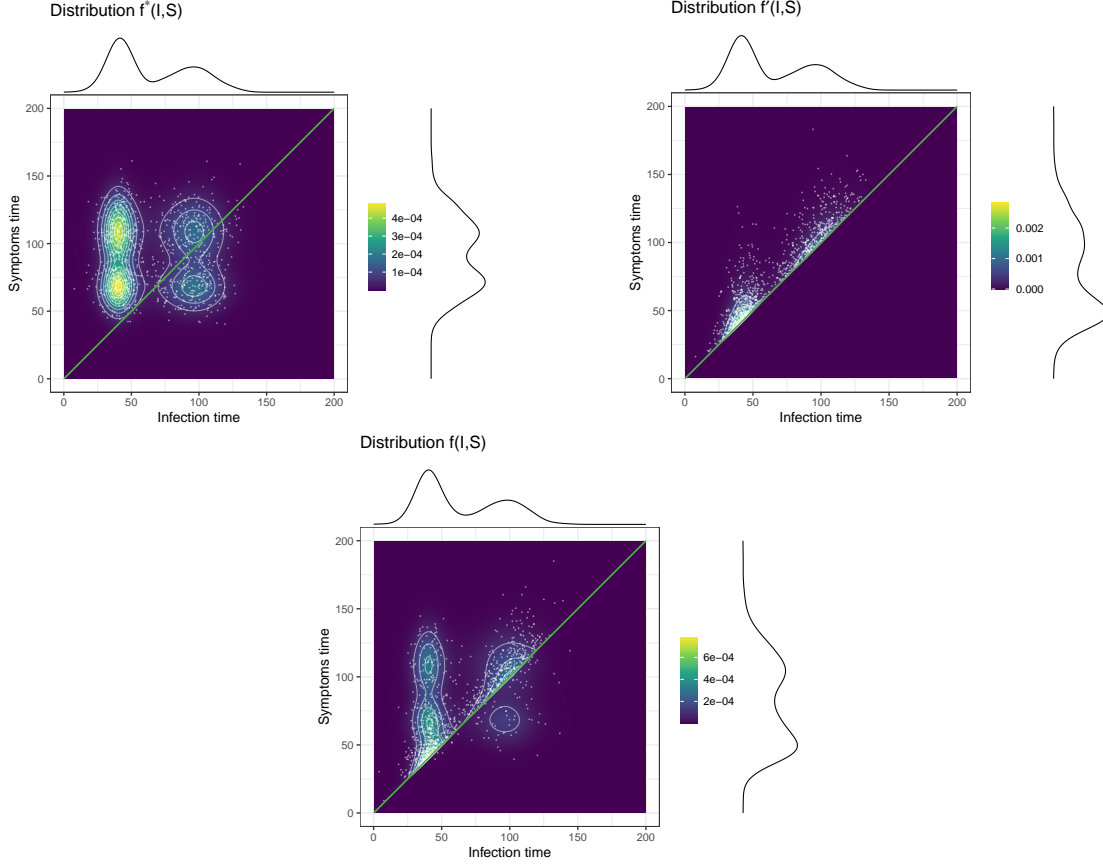 Distribution f*(I,S)
200
150
100
50
0
0
50
100
150
200
Symptoms time
Infection time
4e−04
3e−04
2e−04
1e−04
Distribution f′(I,S)
200
150
100
50
0
0
50
100
150
200
Symptoms time
Infection time
0.002
0.001
0.000
Distribution f(I,S)
200
150
100
50
0
0
50
100
150
200
Symptoms time
Infection time
6e−04
4e−04
2e−04